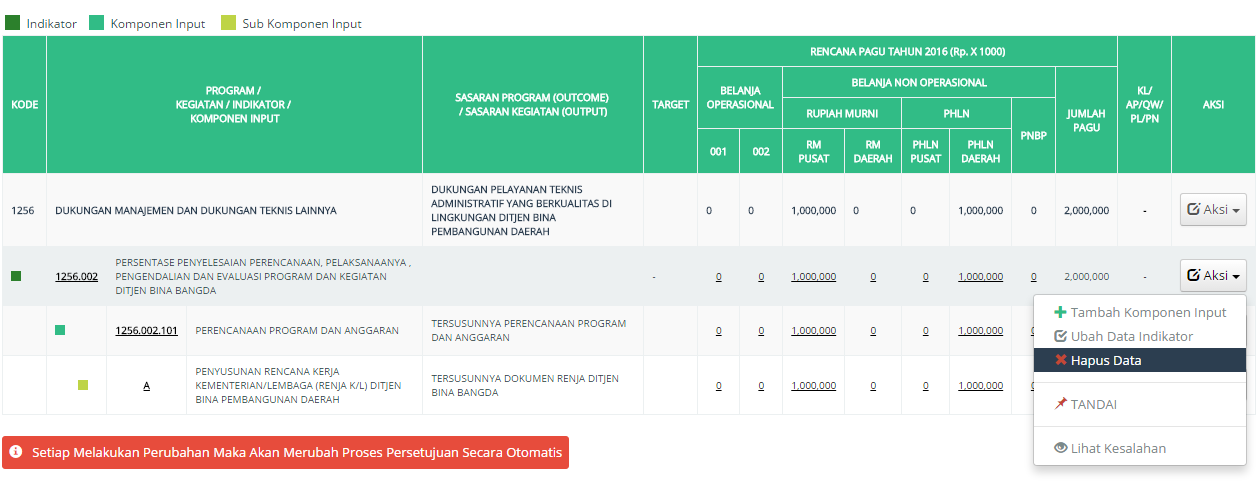 Indikator Komponen Input Sub Komponen Input
KODE
PROGRAM /
KEGIATAN / INDIKATOR /
KOMPONEN INPUT
SASARAN PROGRAM (OUTCOME)
/ SASARAN KEGIATAN (OUTPUT)
TARGET
RENCANA PAGU TAHUN 2016 (Rp. X 1000)
BELANJA
OPERASIONAL
BELANJA NON OPERASIONAL
RUPIAH MURNI
PHLN
PNBP
JUMLAH
PAGU
001
002
RM
PUSAT
RM
DAERAH
PHLN
PUSAT
PHLN
DAERAH
KL/
AP/QW/
PL/PN
AKSI
1256
DUKUNGAN MANAJEMEN DAN DUKUNGAN TEKNIS LAINNYA
DUKUNGAN PELAYANAN TEKNIS
ADMINISTRATIF YANG BERKUALITAS DI
LINGKUNGAN DITJEN BINA
PEMBANGUNAN DAERAH
0 0 1,000,000 0 0 1,000,000 0 2,000,000 - Aksi
1256.002
PERSENTASE PENYELESAIAN PERENCANAAN, PELAKSANAANYA ,
PENGENDALIAN DAN EVALUASI PROGRAM DAN KEGIATAN
DITJEN BINA BANGDA
- 0 0 1,000,000 0 0 1,000,000 0 2,000,000 - Aksi
1256.002.101
PERENCANAAN PROGRAM DAN ANGGARAN
TERSUSUNNYA PERENCANAAN PROGRAM
DAN ANGGARAN
0 0 1,000,000 0 0 1,000,000
A
PENYUSUNAN RENCANA KERJA
KEMENTERIAN/LEMBAGA (RENJA K/L) DITJEN
BINA PEMBANGUNAN DAERAH
TERSUSUNNYA DOKUMEN RENJA DITJEN
BINA BANGDA
0 0 1,000,000 0 0 1,000,000
Tambah Komponen Input
Ubah Data Indikator
Hapus Data
TANDAI
Lihat Kesalahan
Setiap Melakukan Perubahan Maka Akan Merubah Proses Persetujuan Secara Otomatis